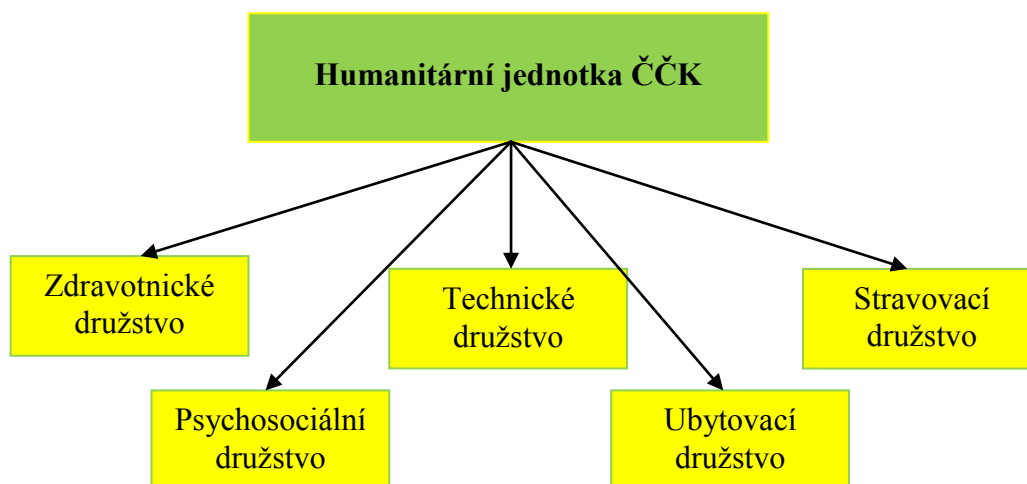 Humanitární jednotka ČČK
Zdravotnické
družstvo
Technické
družstvo
Stravovací
družstvo
Psychosociální
družstvo
Ubytovací
družstvo